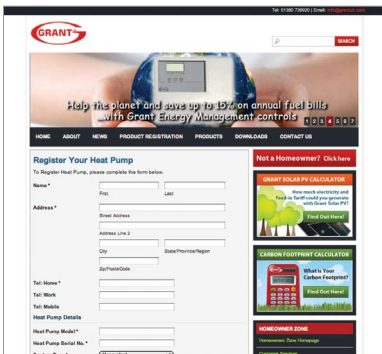 Tel: 01380 736920 | Email:
GRANT
SEARCH
Help the planet and save up to 15% on annual fuel bills
...with Grant Energy Management controls
1 2 3 4 5 6 7
HOME ABOUT NEWS PRODUCT REGISTRATION PRODUCTS DOWNLOADS CONTACT US
Register Your Heat Pump
To Register Heat Pump, please complete the form below.
Name *
First Last
Address *
Street Address
Address Line 2
City State/Province/Region
Zip/PostalCode
Tel: Home *
Tel: Work
Tel: Mobile
Heat Pump Details
Heat Pump Model *
Heat Pump Serial No. *
Not a Homeowner? Click here
GRANT SOLAR PV CALCULATOR
How much electricity and
Feed in Tariff could you generate
with Grant Solar PV?
Find Out Here!
CARBON FOOTPRINT CALCULATOR
What is Your
Carbon Footprint?
Find Out Here!
HOMEOWNER ZONE
Homeowners Zone Homepage